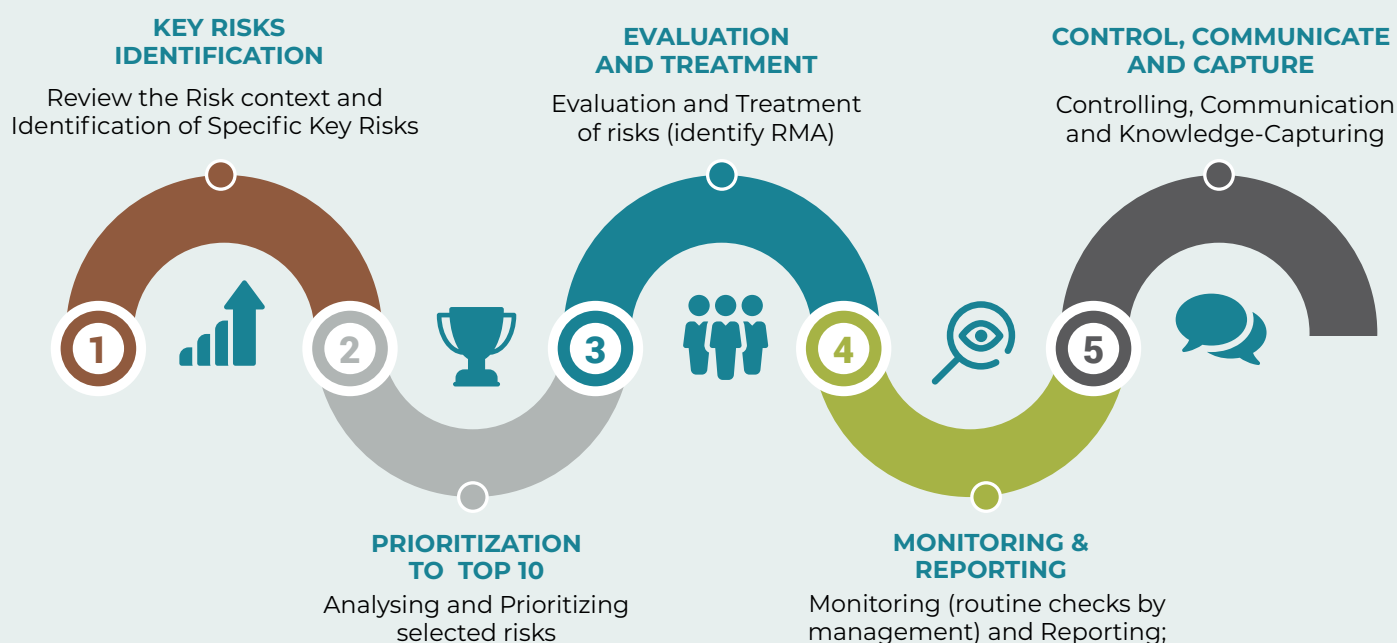 KEY RISKS
IDENTIFICATION
Review the Risk context and
Identification of Specific Key Risks
EVALUATION
AND TREATMENT
Evaluation and Treatment
of risks (identify RMA)
CONTROL, COMMUNICATE
AND CAPTURE
Controlling, Communication
and Knowledge-Capturing
1
2
3
4
5
PRIORITIZATION
TO TOP 10
Analysing and Prioritizing
selected risks
MONITORING &
REPORTING
Monitoring (routine checks by
management) and Reporting;